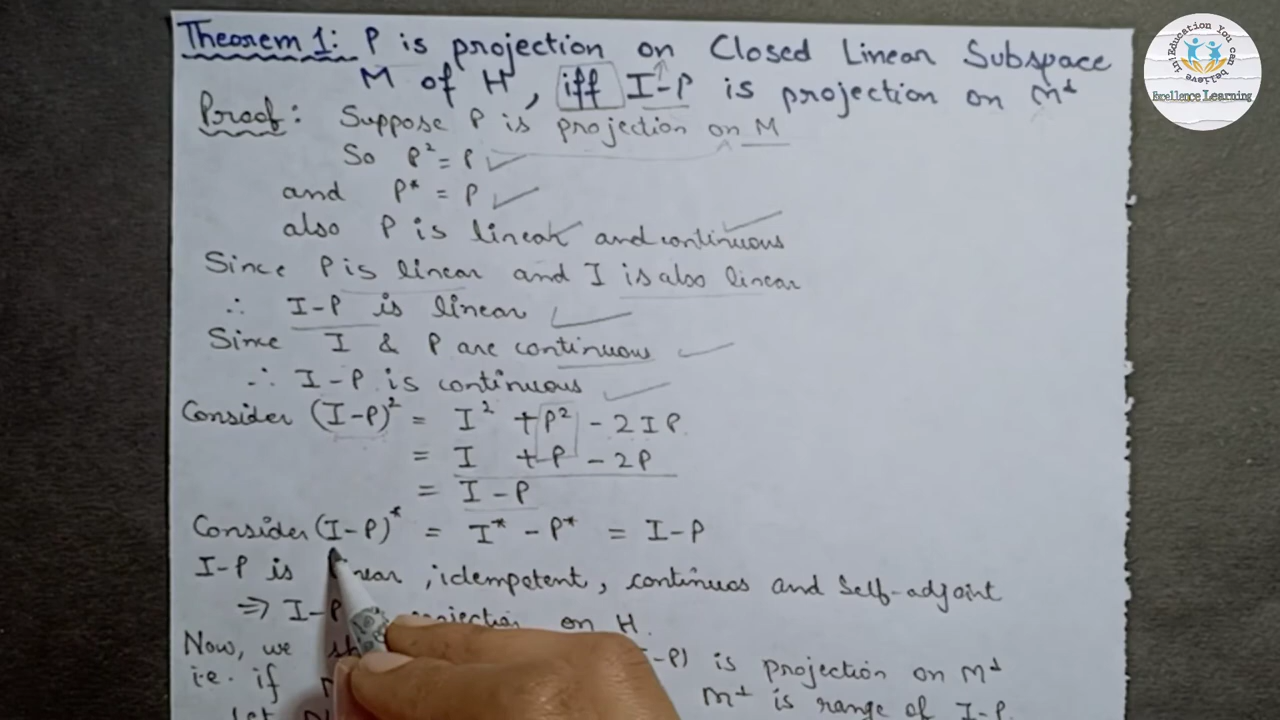 Theorem 1: P is projection on Closed Linear Subspace
M of H, iff I-P is projection on M⊥
Proof: Suppose P is projection on M
So P² = P
and P* = P
also P is linear and continuous
Since P is linear and I is also linear
∴ I-P is linear
Since I & P are continuous
∴ I-P is continuous
Consider (I-P)² = I² + P² - 2IP
= I + P - 2P
= I - P
Consider (I-P)* = I* - P* = I-P
I-P is linear, idempotent, continuos and Self-adjoint
⇒ I-P projection on H.
Now, we is projection on M⊥
i.e. if M⊥ is range of I-P
Education You can believe in!
Excellence Learning